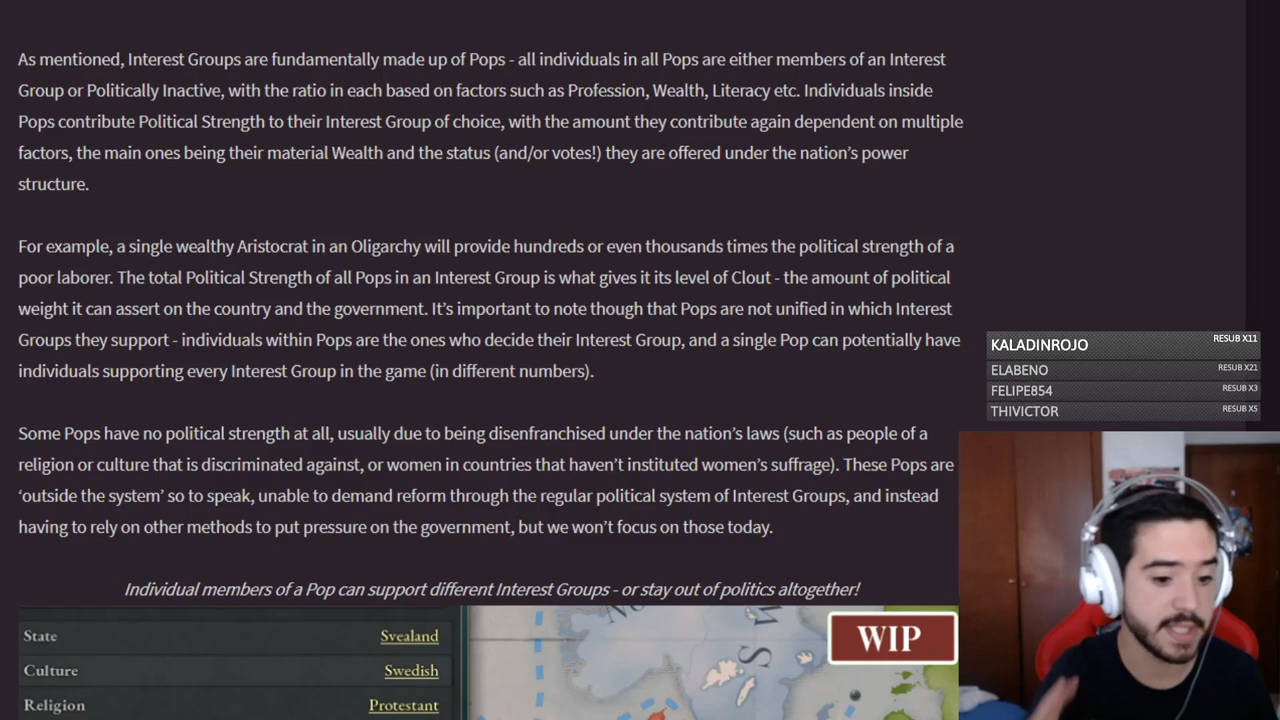 As mentioned, Interest Groups are fundamentally made up of Pops - all individuals in all Pops are either members of an Interest
Group or Politically Inactive, with the ratio in each based on factors such as Profession, Wealth, Literacy etc. Individuals inside
Pops contribute Political Strength to their Interest Group of choice, with the amount they contribute again dependent on multiple
factors, the main ones being their material Wealth and the status (and/or votes!) they are offered under the nation's power
structure.
For example, a single wealthy Aristocrat in an Oligarchy will provide hundreds or even thousands times the political strength of a
poor laborer. The total Political Strength of all Pops in an Interest Group is what gives it its level of Clout - the amount of political
weight it can assert on the country and the government. It's important to note though that Pops are not unified in which Interest
Groups they support - individuals within Pops are the ones who decide their Interest Group, and a single Pop can potentially have
individuals supporting every Interest Group in the game (in different numbers).
KALADINROJO RESUB X11
ELABENO RESUB X21
FELIPE854 RESUB X3
THIVICTOR RESUB X5
Some Pops have no political strength at all, usually due to being disenfranchised under the nation's laws (such as people of a
religion or culture that is discriminated against, or women in countries that haven't instituted women's suffrage). These Pops are
'outside the system' so to speak, unable to demand reform through the regular political system of Interest Groups, and instead
having to rely on other methods to put pressure on the government, but we won't focus on those today.
Individual members of a Pop can support different Interest Groups - or stay out of politics altogether!
State Svealand
Culture Swedish
Religion Protestant
WIP